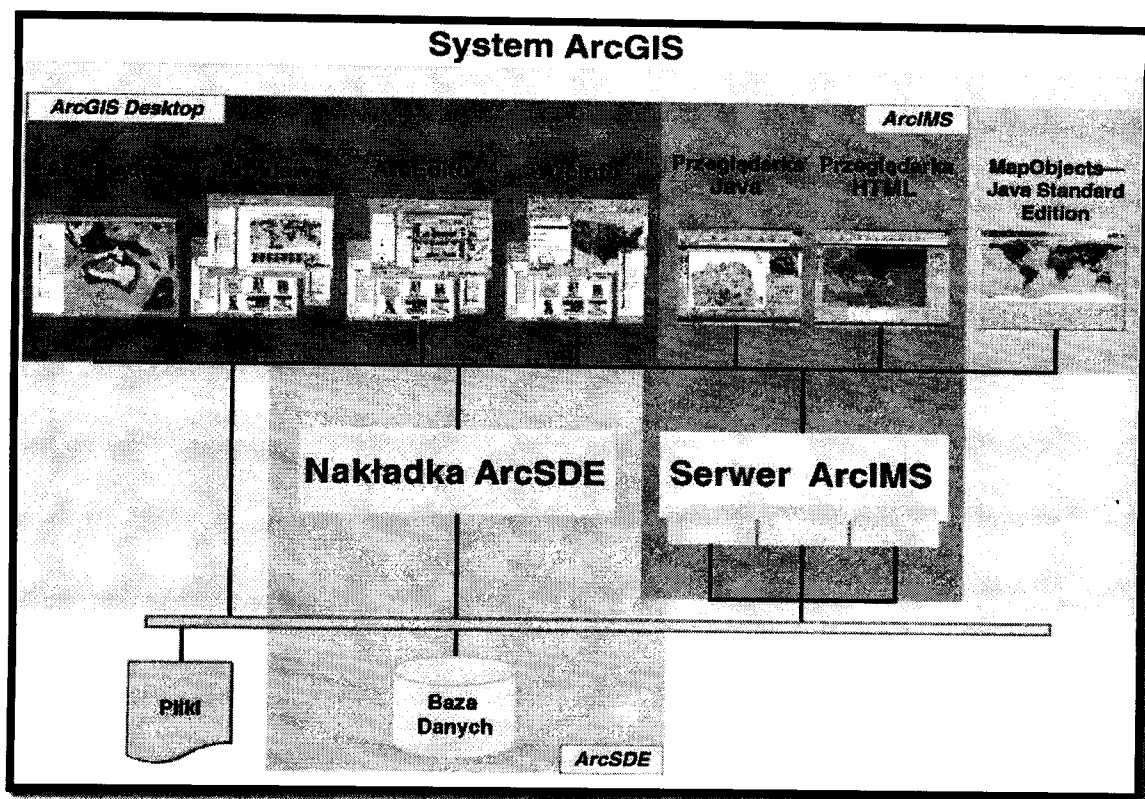 System ArcGIS
ArcGIS Desktop
ArcIMS
Przeglądarka
Java
Przeglądarka
HTML
MapObjects—
Java Standard
Edition
Nakładka ArcSDE
Serwer ArcIMS
Pliki
Baza
Danych
ArcSDE